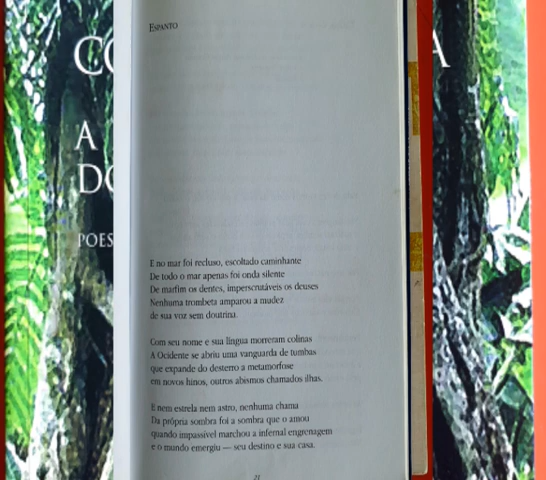 ESPANTO
E no mar foi recluso, escoltado caminhante
De todo o mar apenas foi onda silente
De marfim os dentes, imperscrutáveis os deuses
Nenhuma trombeta amparou a mudez
de sua voz sem doutrina.
Com seu nome e sua língua morreram colinas
A Ocidente se abriu uma vanguarda de tumbas
que expande do desterro a metamorfose
em novos hinos, outros abismos chamados ilhas.
E nem estrela nem astro, nenhuma chama
Da própria sombra foi a sombra que o amou
quando impassível marchou a infernal engrenagem
e o mundo emergiu — seu destino e sua casa.
21
CO
A
A
DO
POES